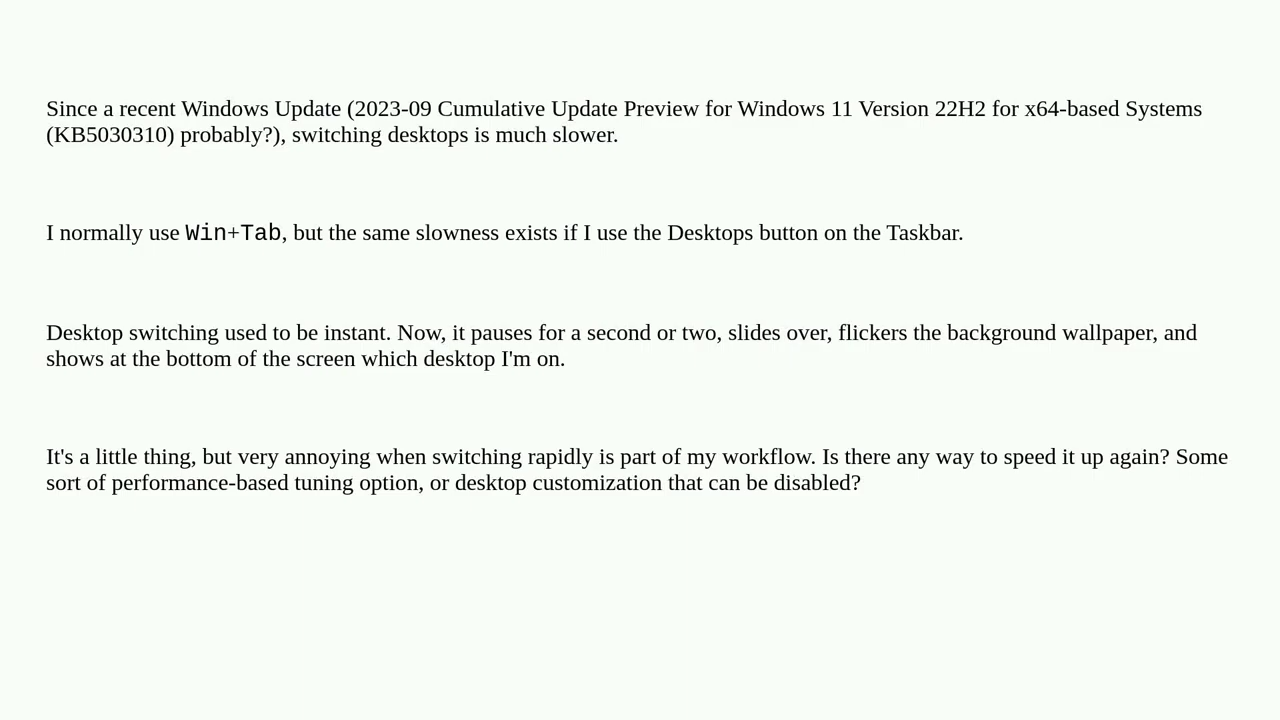 Since a recent Windows Update (2023-09 Cumulative Update Preview for Windows 11 Version 22H2 for x64-based Systems
(KB5030310) probably?), switching desktops is much slower.
I normally use Win+Tab, but the same slowness exists if I use the Desktops button on the Taskbar.
Desktop switching used to be instant. Now, it pauses for a second or two, slides over, flickers the background wallpaper, and
shows at the bottom of the screen which desktop I'm on.
It's a little thing, but very annoying when switching rapidly is part of my workflow. Is there any way to speed it up again? Some
sort of performance-based tuning option, or desktop customization that can be disabled?